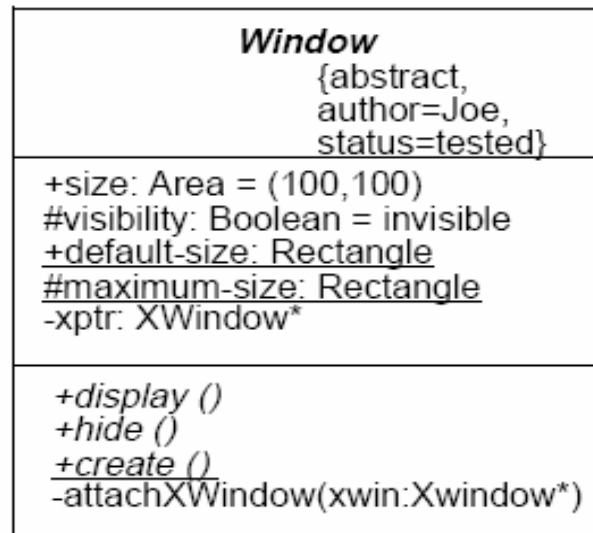 Window
{abstract,
author=Joe,
status=tested}
+size: Area = (100,100)
#visibility: Boolean = invisible
+default-size: Rectangle
#maximum-size: Rectangle
-xptr: XWindow*
+display ()
+hide ()
+create ()
-attachXWindow(xwin:Xwindow*)